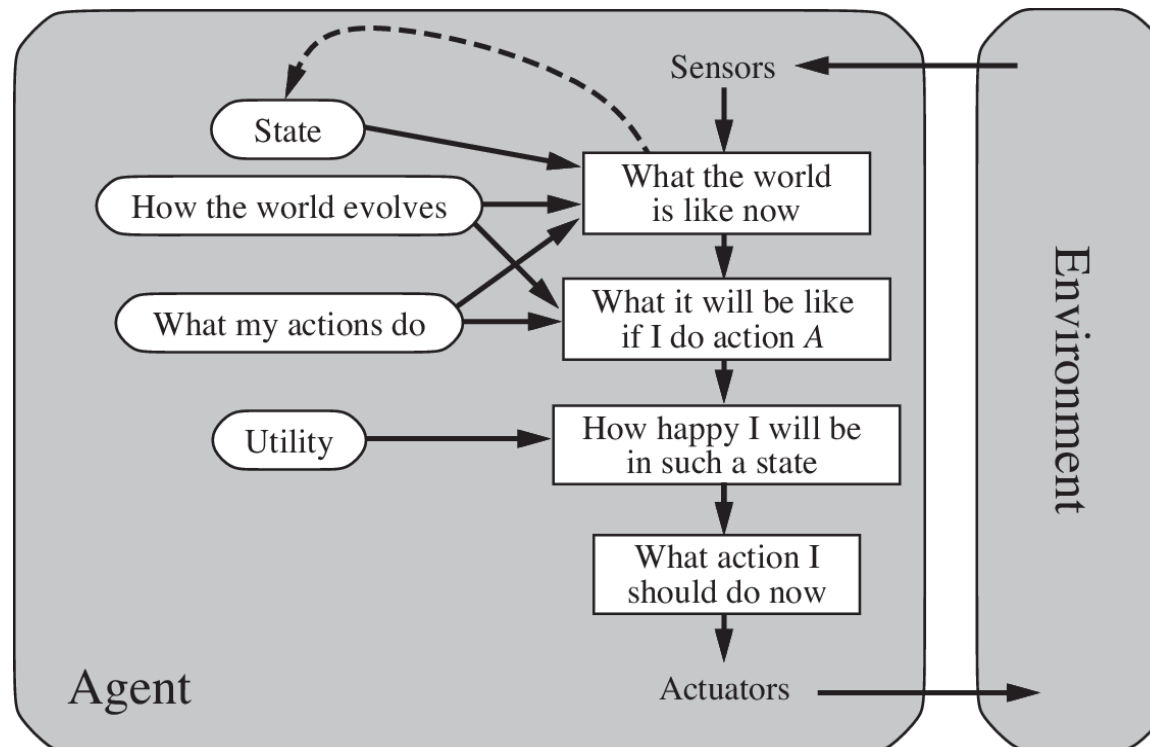 Sensors
State
What the world
is like now
How the world evolves
What it will be like
if I do action A
What my actions do
How happy I will be
in such a state
Utility
What action I
should do now
Agent
Actuators
Environment